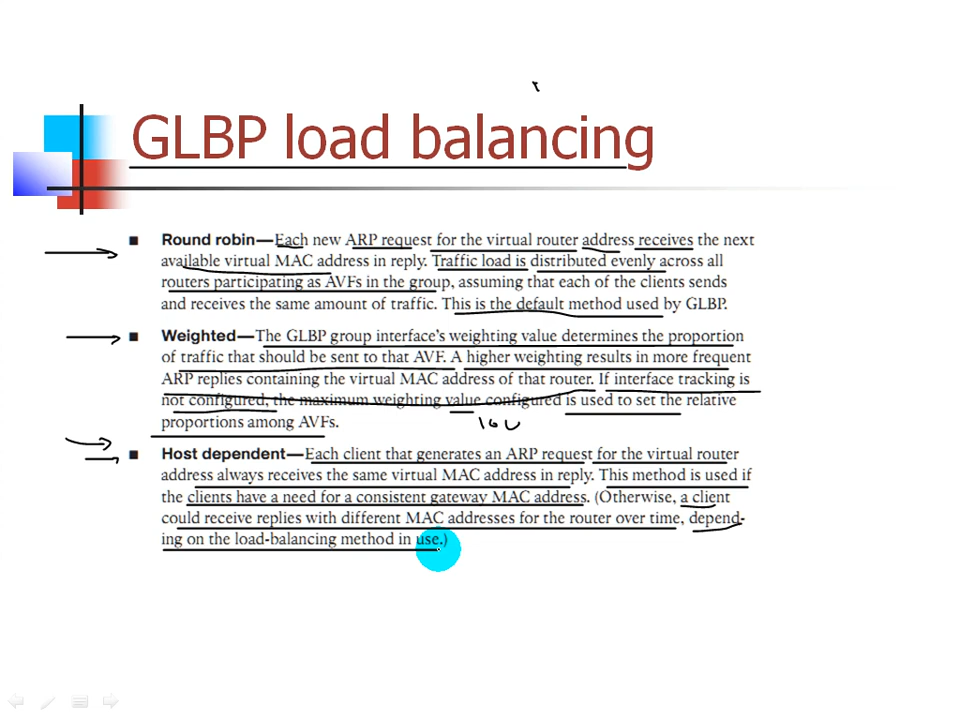 GLBP load balancing
■ Round robin—Each new ARP request for the virtual router address receives the next
available virtual MAC address in reply. Traffic load is distributed evenly across all
routers participating as AVFs in the group, assuming that each of the clients sends
and receives the same amount of traffic. This is the default method used by GLBP.
■ Weighted—The GLBP group interface's weighting value determines the proportion
of traffic that should be sent to that AVF. A higher weighting results in more frequent
ARP replies containing the virtual MAC address of that router. If interface tracking is
not configured, the maximum weighting value configured is used to set the relative
proportions among AVFs.
100
■ Host dependent—Each client that generates an ARP request for the virtual router
address always receives the same virtual MAC address in reply. This method is used if
the clients have a need for a consistent gateway MAC address. (Otherwise, a client
could receive replies with different MAC addresses for the router over time, depend-
ing on the load-balancing method in use.)